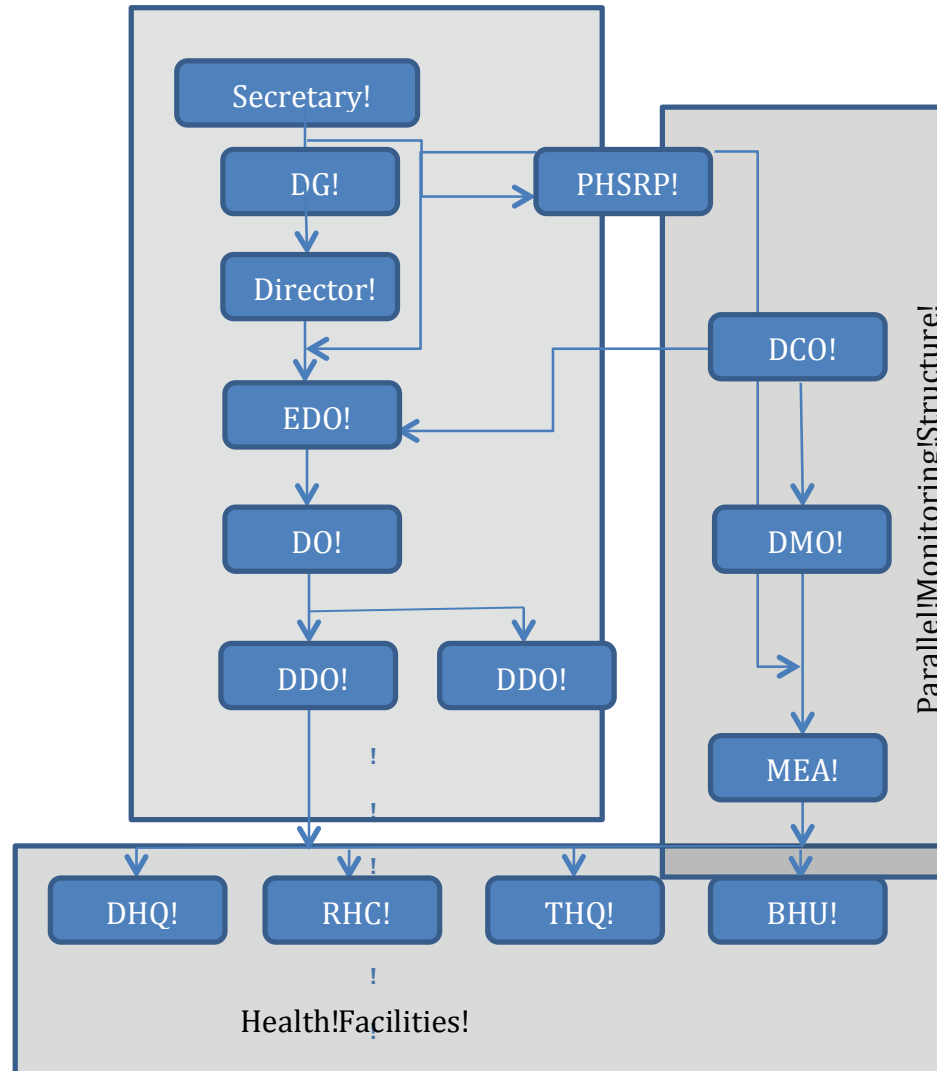 Secretary!
DG!
PHSRP!
Director!
DCO!
EDO!
DO!
DMO!
DDO!
DDO!
!
MEA!
!
!
DHQ!
RHC!
THQ!
BHU!
!
Health!Facilities!
!
Parallel!Monitoring!Structure!